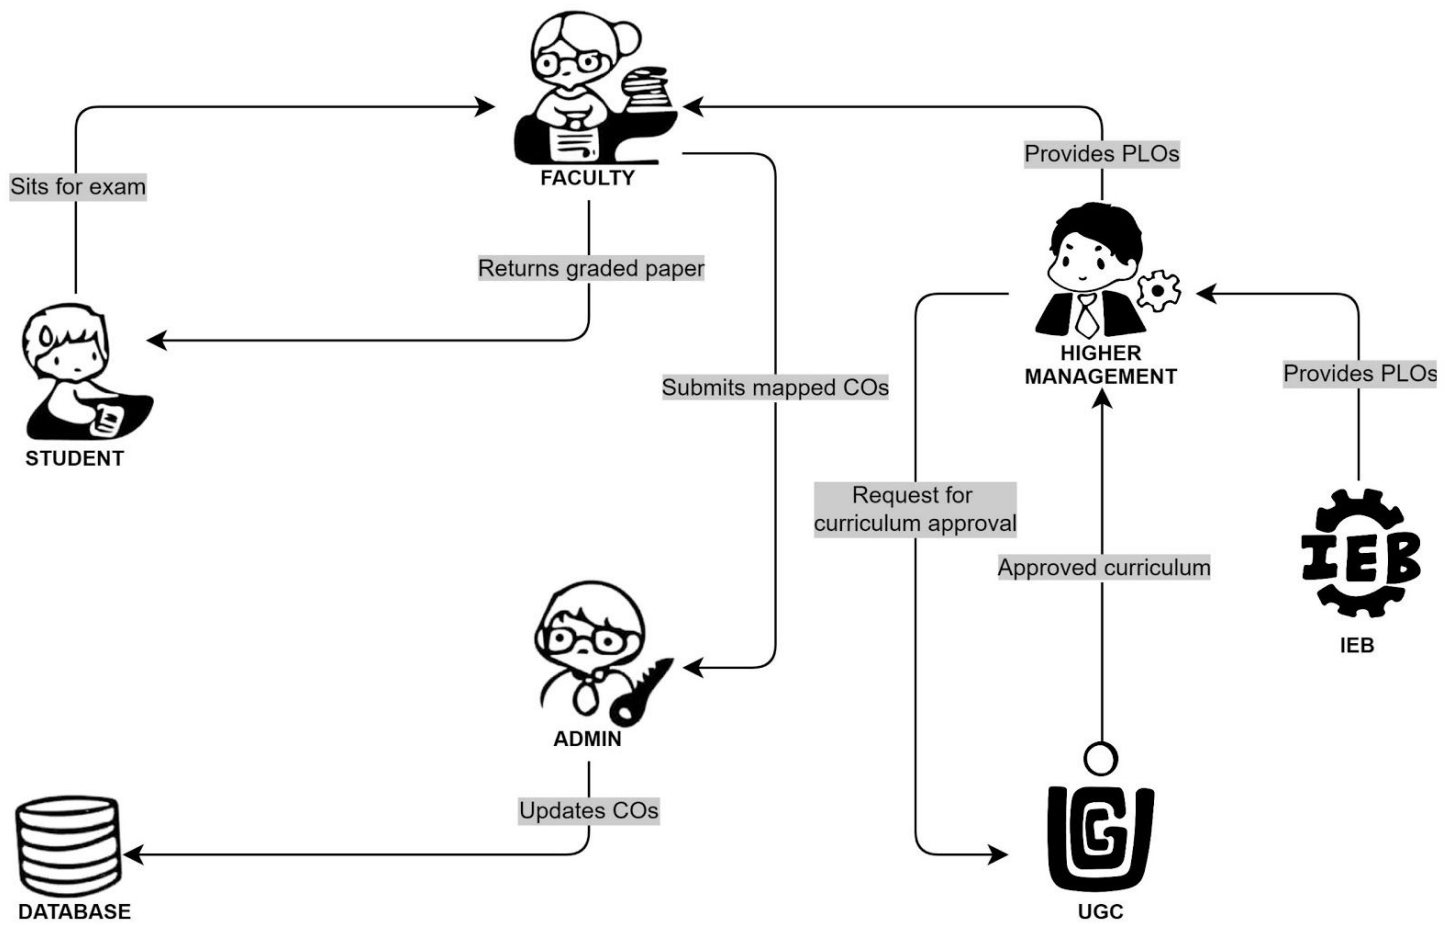 FACULTY
Provides PLOs
Sits for exam
Returns graded paper
HIGHER
MANAGEMENT
Provides PLOs
Submits mapped COs
STUDENT
Request for
curriculum approval
Approved curriculum
IEB
IEB
ADMIN
Updates COs
UGC
DATABASE
UGC